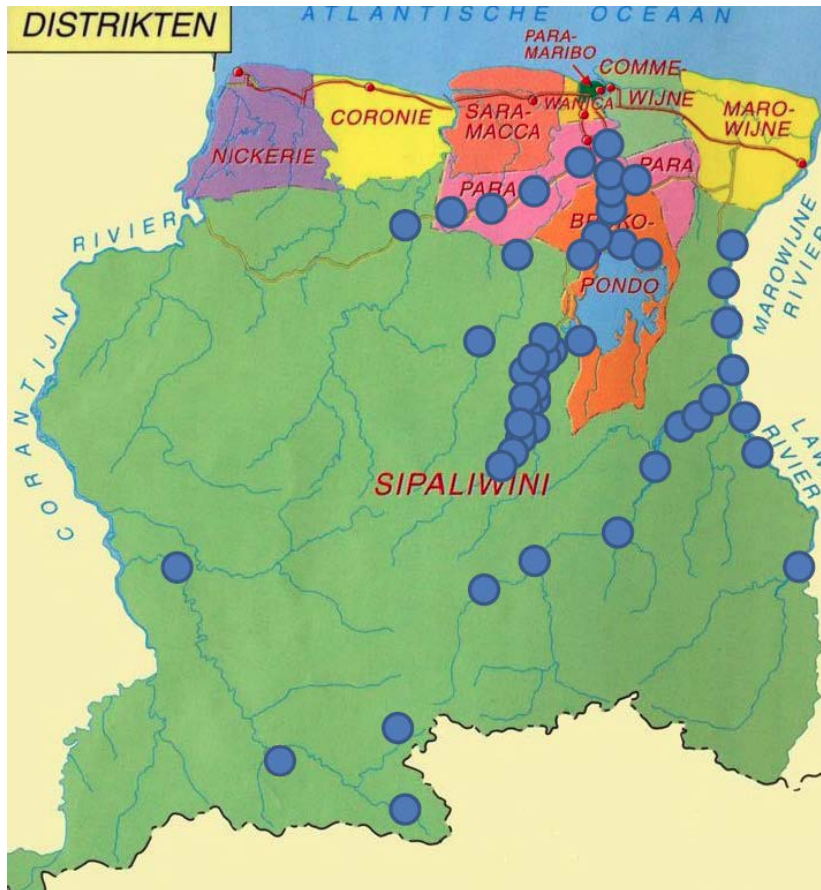 ATLANTISCHE OCEAAN
DISTRIKTEN
PARA-
MARIBO
COMME-
WIJNE
WANICA
SARA-
MACCA
CORONIE
NICKERIE
MARO-
WIJNE
PARA
PARA
RIVIER
CORANTIJN
PONDO
MAROWIJNE
RIVIER
RIVIER
SIPALIWINI